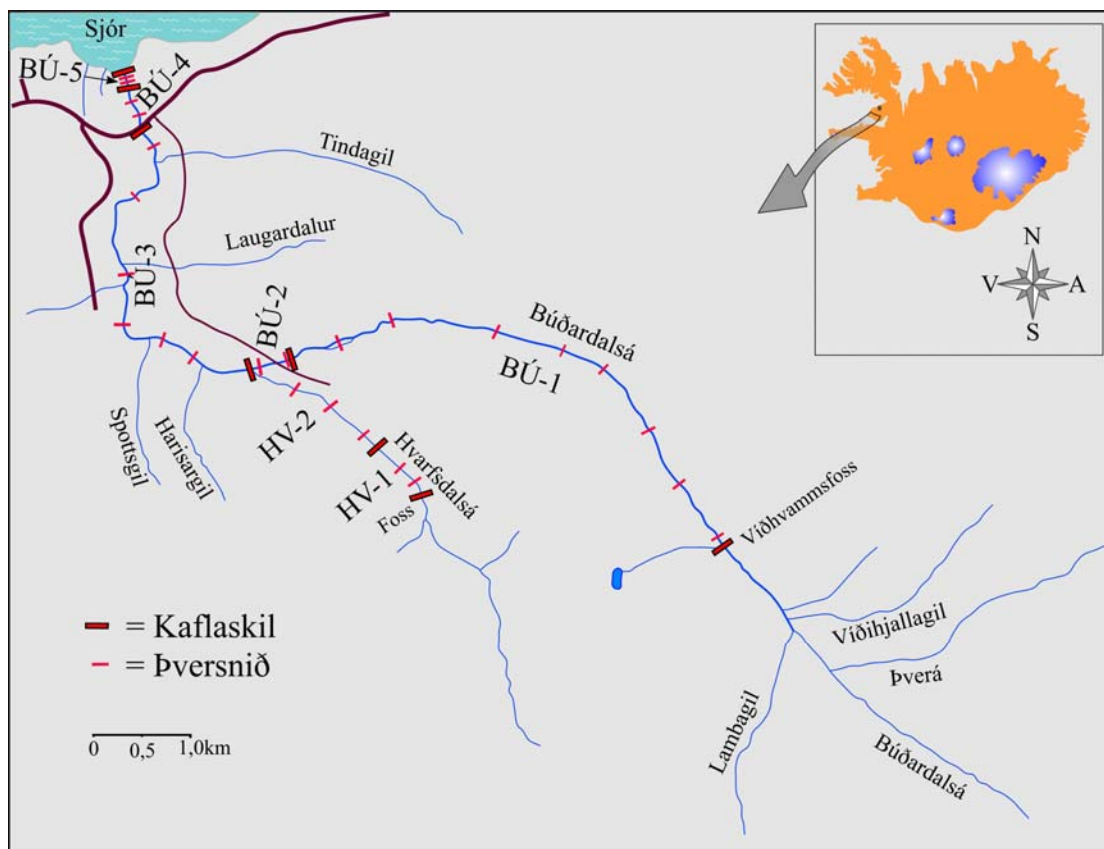 Sjór
BÚ-5
BÚ-4
Tindagil
Laugardalur
BÚ-3
BÚ-2
Búðardalsá
BÚ-1
Spottsgil
Harisargil
HV-2
HV-1
Hvarfsdalsá
Foss
Víðhvammsfoss
Víðihjallagil
Þverá
Lambagil
Búðardalsá
= Kaflaskil
= Þversnið
0 0,5 1,0km
N
V A
S